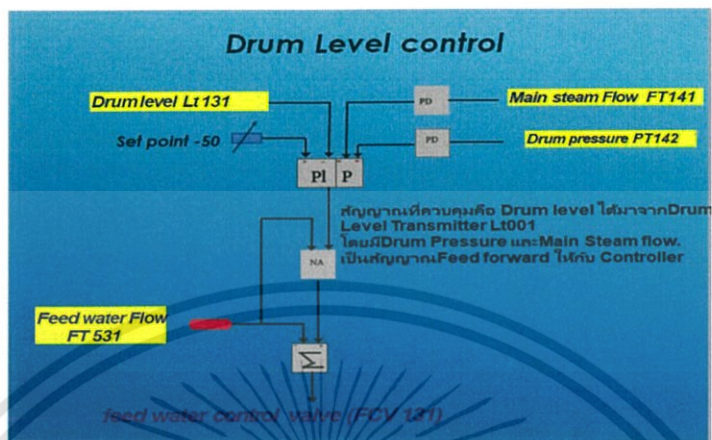 Drum Level control
Drum level Lt 131
Main steam Flow FT141
PD
Set point -50
PD
Drum pressure PT142
PI P
สัญญาณที่ควบคุมคือ Drum level ได้มาจากDrum
Level Transmitter Lt001
โดยมีDrum Pressure และMain Steam flow.
เป็นสัญญาณFeed forward ให้กับ Controller
NA
Feed water Flow
FT 531
Σ
feed water control valve (FCV 131)